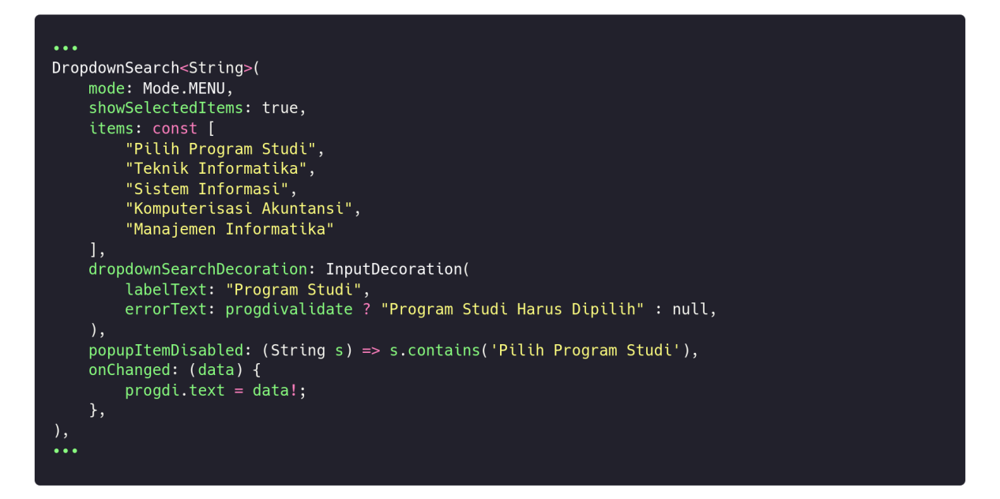 •••
DropdownSearch<String>(
    mode: Mode.MENU,
    showSelectedItems: true,
    items: const [
        "Pilih Program Studi",
        "Teknik Informatika",
        "Sistem Informasi",
        "Komputerisasi Akuntansi",
        "Manajemen Informatika"
    ],
    dropdownSearchDecoration: InputDecoration(
        labelText: "Program Studi",
        errorText: progdivalidate ? "Program Studi Harus Dipilih" : null,
    ),
    popupItemDisabled: (String s) => s.contains('Pilih Program Studi'),
    onChanged: (data) {
        progdi.text = data!;
    },
),
•••